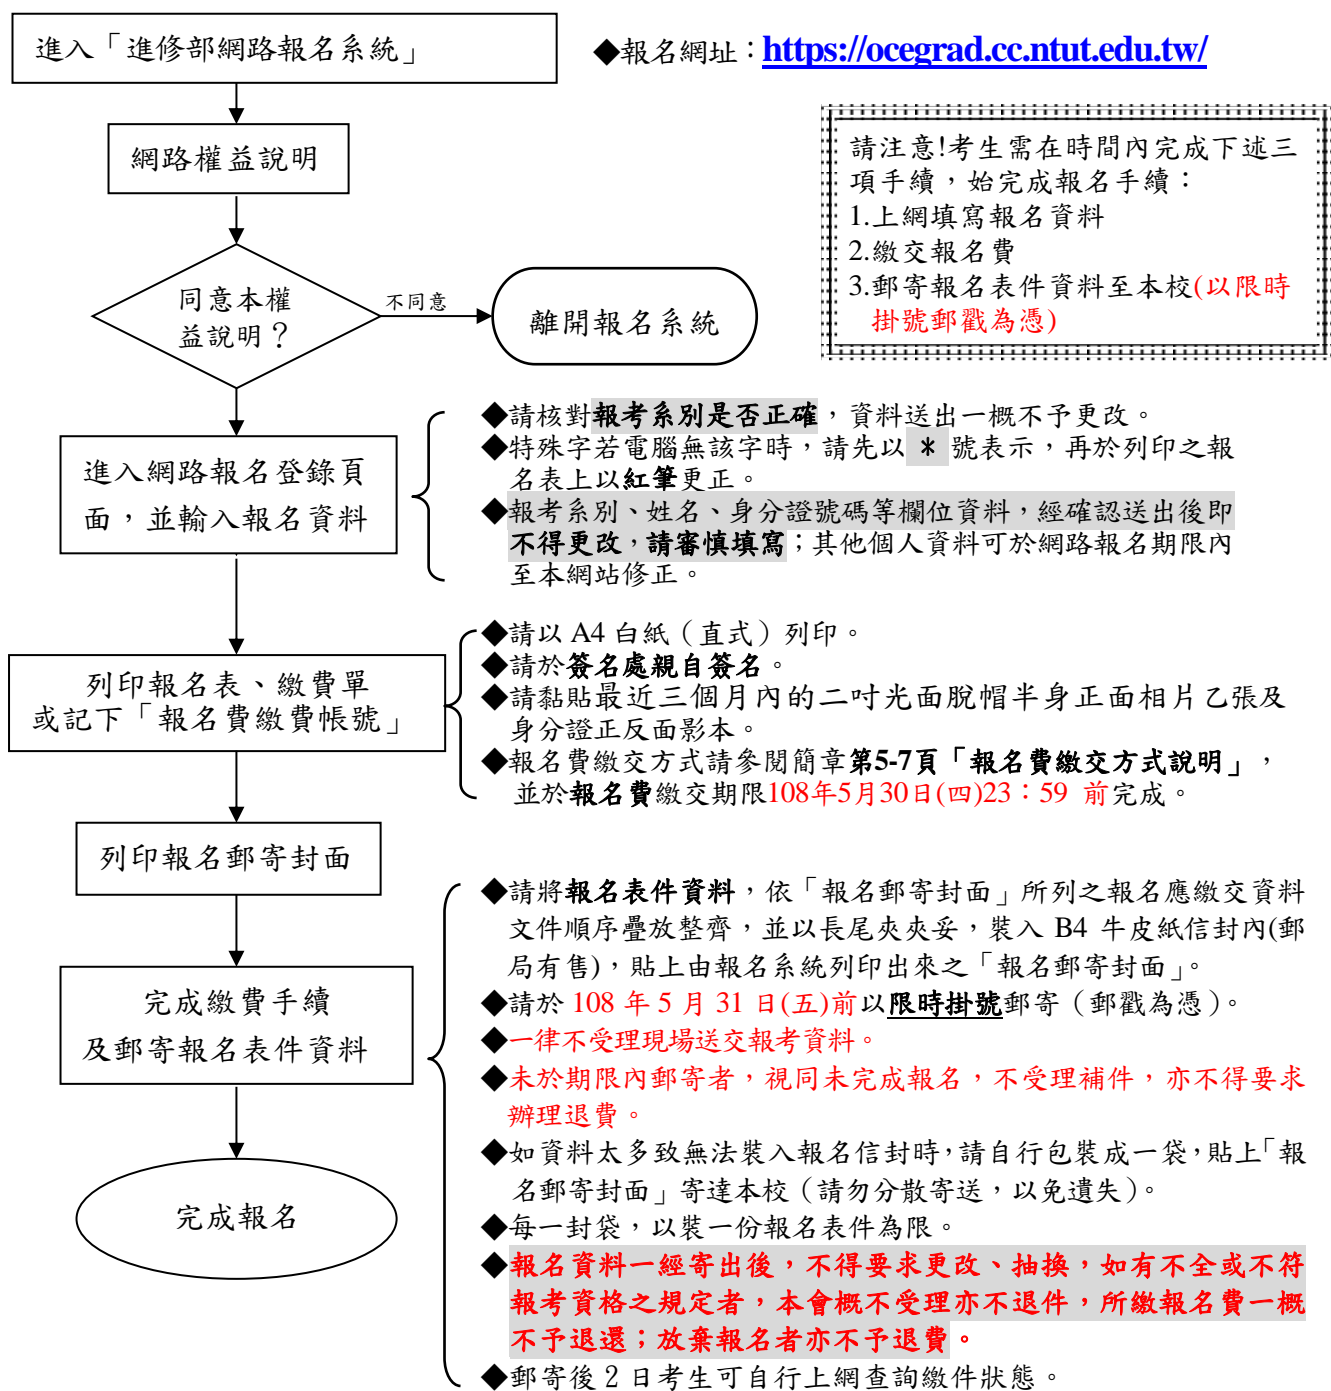 進入「進修部網路報名系統」
◆報名網址：https://ocegrad.cc.ntut.edu.tw/
網路權益說明
請注意!考生需在時間內完成下述三
項手續，始完成報名手續：
1.上網填寫報名資料
2.繳交報名費
3.郵寄報名表件資料至本校(以限時
掛號郵戳為憑)
同意本權
益說明？
不同意
離開報名系統
進入網路報名登錄頁
面，並輸入報名資料
◆請核對報考系別是否正確，資料送出一概不予更改。
◆特殊字若電腦無該字時，請先以 * 號表示，再於列印之報
名表上以紅筆更正。
◆報考系別、姓名、身分證號碼等欄位資料，經確認送出後即
不得更改，請審慎填寫；其他個人資料可於網路報名期限內
至本網站修正。
列印報名表、繳費單
或記下「報名費繳費帳號」
◆請以 A4 白紙（直式）列印。
◆請於簽名處親自簽名。
◆請黏貼最近三個月內的二吋光面脫帽半身正面相片乙張及
身分證正反面影本。
◆報名費繳交方式請參閱簡章第5-7頁「報名費繳交方式說明」，
並於報名費繳交期限108年5月30日(四)23：59 前完成。
列印報名郵寄封面
完成繳費手續
及郵寄報名表件資料
◆請將報名表件資料，依「報名郵寄封面」所列之報名應繳交資料
文件順序疊放整齊，並以長尾夾夾妥，裝入 B4 牛皮紙信封內(郵
局有售)，貼上由報名系統列印出來之「報名郵寄封面」。
◆請於 108 年 5 月 31 日(五)前以限時掛號郵寄（郵戳為憑）。
◆一律不受理現場送交報考資料。
◆未於期限內郵寄者，視同未完成報名，不受理補件，亦不得要求
辦理退費。
◆如資料太多致無法裝入報名信封時，請自行包裝成一袋，貼上「報
名郵寄封面」寄達本校（請勿分散寄送，以免遺失）。
◆每一封袋，以裝一份報名表件為限。
◆報名資料一經寄出後，不得要求更改、抽換，如有不全或不符
報考資格之規定者，本會概不受理亦不退件，所繳報名費一概
不予退還；放棄報名者亦不予退費。
◆郵寄後 2 日考生可自行上網查詢繳件狀態。
完成報名